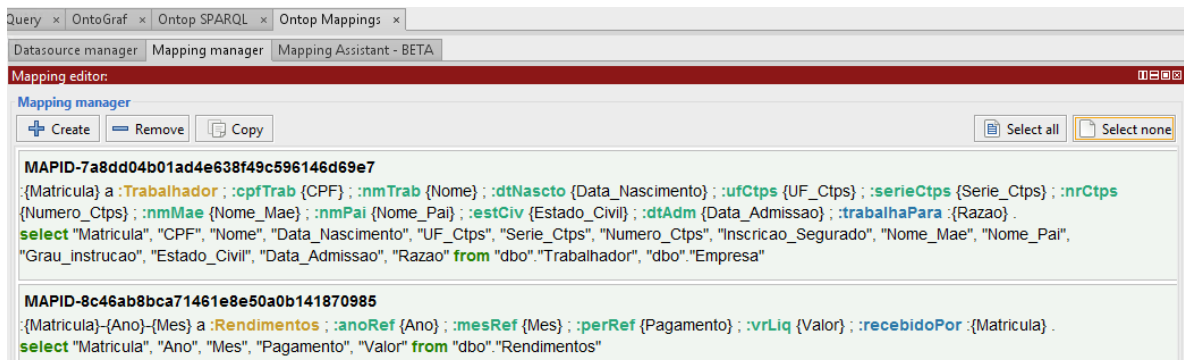 Query × OntoGraf × Ontop SPARQL × Ontop Mappings ×
Datasource manager Mapping manager Mapping Assistant - BETA
Mapping editor:
Mapping manager
Create Remove Copy Select all Select none
MAPID-7a8dd04b01ad4e638f49c596146d69e7
:{Matricula} a :Trabalhador ; :cpfTrab {CPF} ; :nmTrab {Nome} ; :dtNascto {Data_Nascimento} ; :ufCtps {UF_Ctps} ; :serieCtps {Serie_Ctps} ; :nrCtps
{Numero_Ctps} ; :nmMae {Nome_Mae} ; :nmPai {Nome_Pai} ; :estCiv {Estado_Civil} ; :dtAdm {Data_Admissao} ; :trabalhaPara :{Razao} .
select "Matricula", "CPF", "Nome", "Data_Nascimento", "UF_Ctps", "Serie_Ctps", "Numero_Ctps", "Inscricao_Segurado", "Nome_Mae", "Nome_Pai",
"Grau_instrucao", "Estado_Civil", "Data_Admissao", "Razao" from "dbo"."Trabalhador", "dbo"."Empresa"
MAPID-8c46ab8bca71461e8e50a0b141870985
:{Matricula}-{Ano}-{Mes} a :Rendimentos ; :anoRef {Ano} ; :mesRef {Mes} ; :perRef {Pagamento} ; :vrLiq {Valor} ; :recebidoPor :{Matricula} .
select "Matricula", "Ano", "Mes", "Pagamento", "Valor" from "dbo"."Rendimentos"